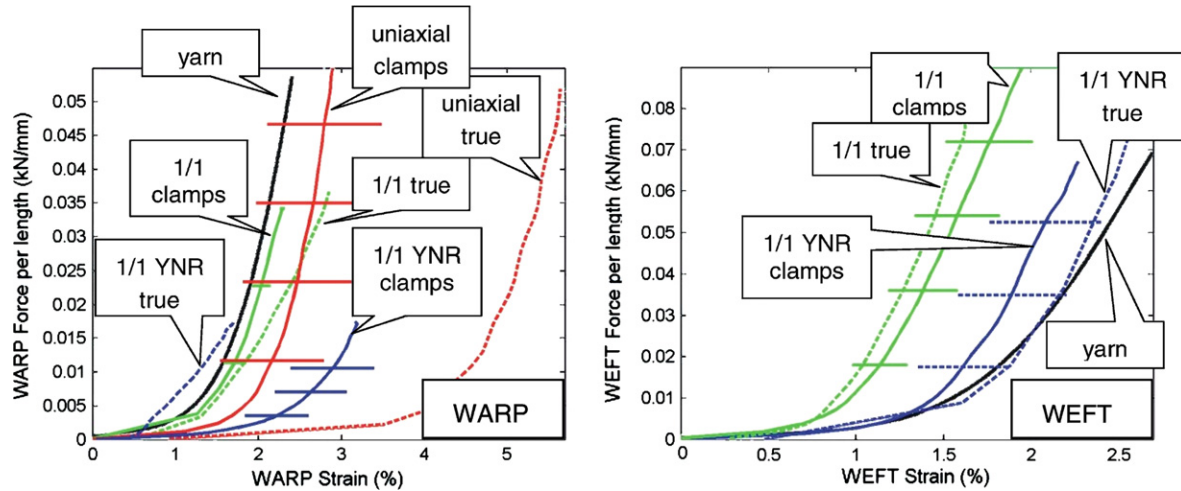 yarn
uniaxial
clamps
uniaxial
true
1/1
clamps
1/1 true
1/1 YNR
true
1/1 YNR
clamps
WARP
WARP Force per length (kN/mm)
0.05
0.045
0.04
0.035
0.03
0.025
0.02
0.015
0.01
0.005
0
0 1 2 3 4 5
WARP Strain (%)
1/1
clamps
1/1 YNR
true
1/1 true
1/1 YNR
clamps
yarn
WEFT
WEFT Force per length (kN/mm)
0.08
0.07
0.06
0.05
0.04
0.03
0.02
0.01
0
0 0.5 1 1.5 2 2.5
WEFT Strain (%)